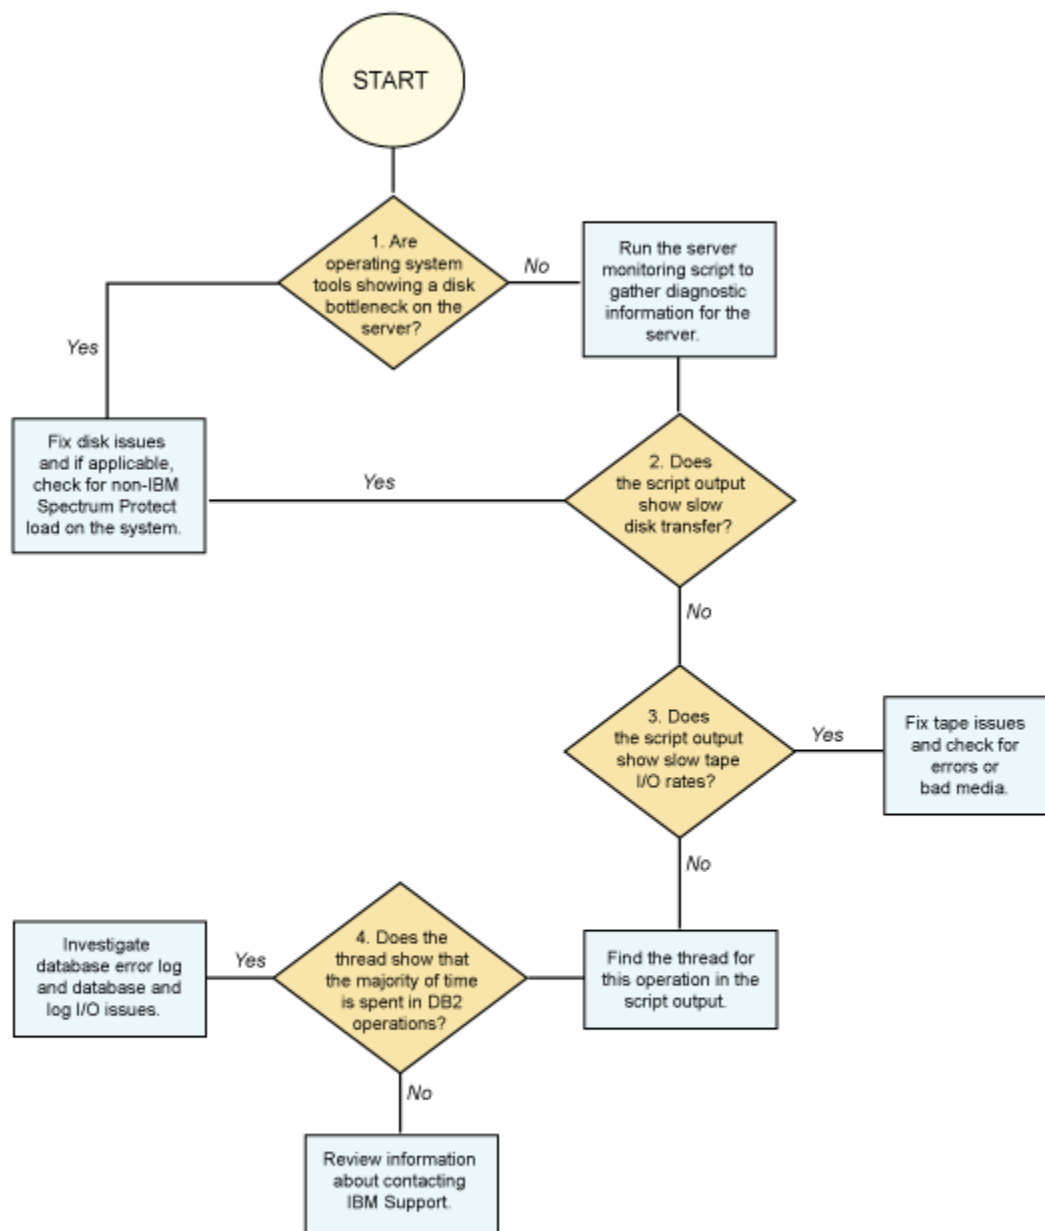 START
1. Are
operating system
tools showing a disk
bottleneck on the
server?
No
Run the server
monitoring script to
gather diagnostic
information for the
server.
Yes
Fix disk issues
and if applicable,
check for non-IBM
Spectrum Protect
load on the system.
Yes
2. Does
the script output
show slow
disk transfer?
No
3. Does
the script output
show slow tape
I/O rates?
Yes
Fix tape issues
and check for
errors or
bad media.
No
Find the thread for
this operation in the
script output.
4. Does the
thread show that
the majority of time
is spent in DB2
operations?
Yes
Investigate
database error log
and database and
log I/O issues.
No
Review information
about contacting
IBM Support.